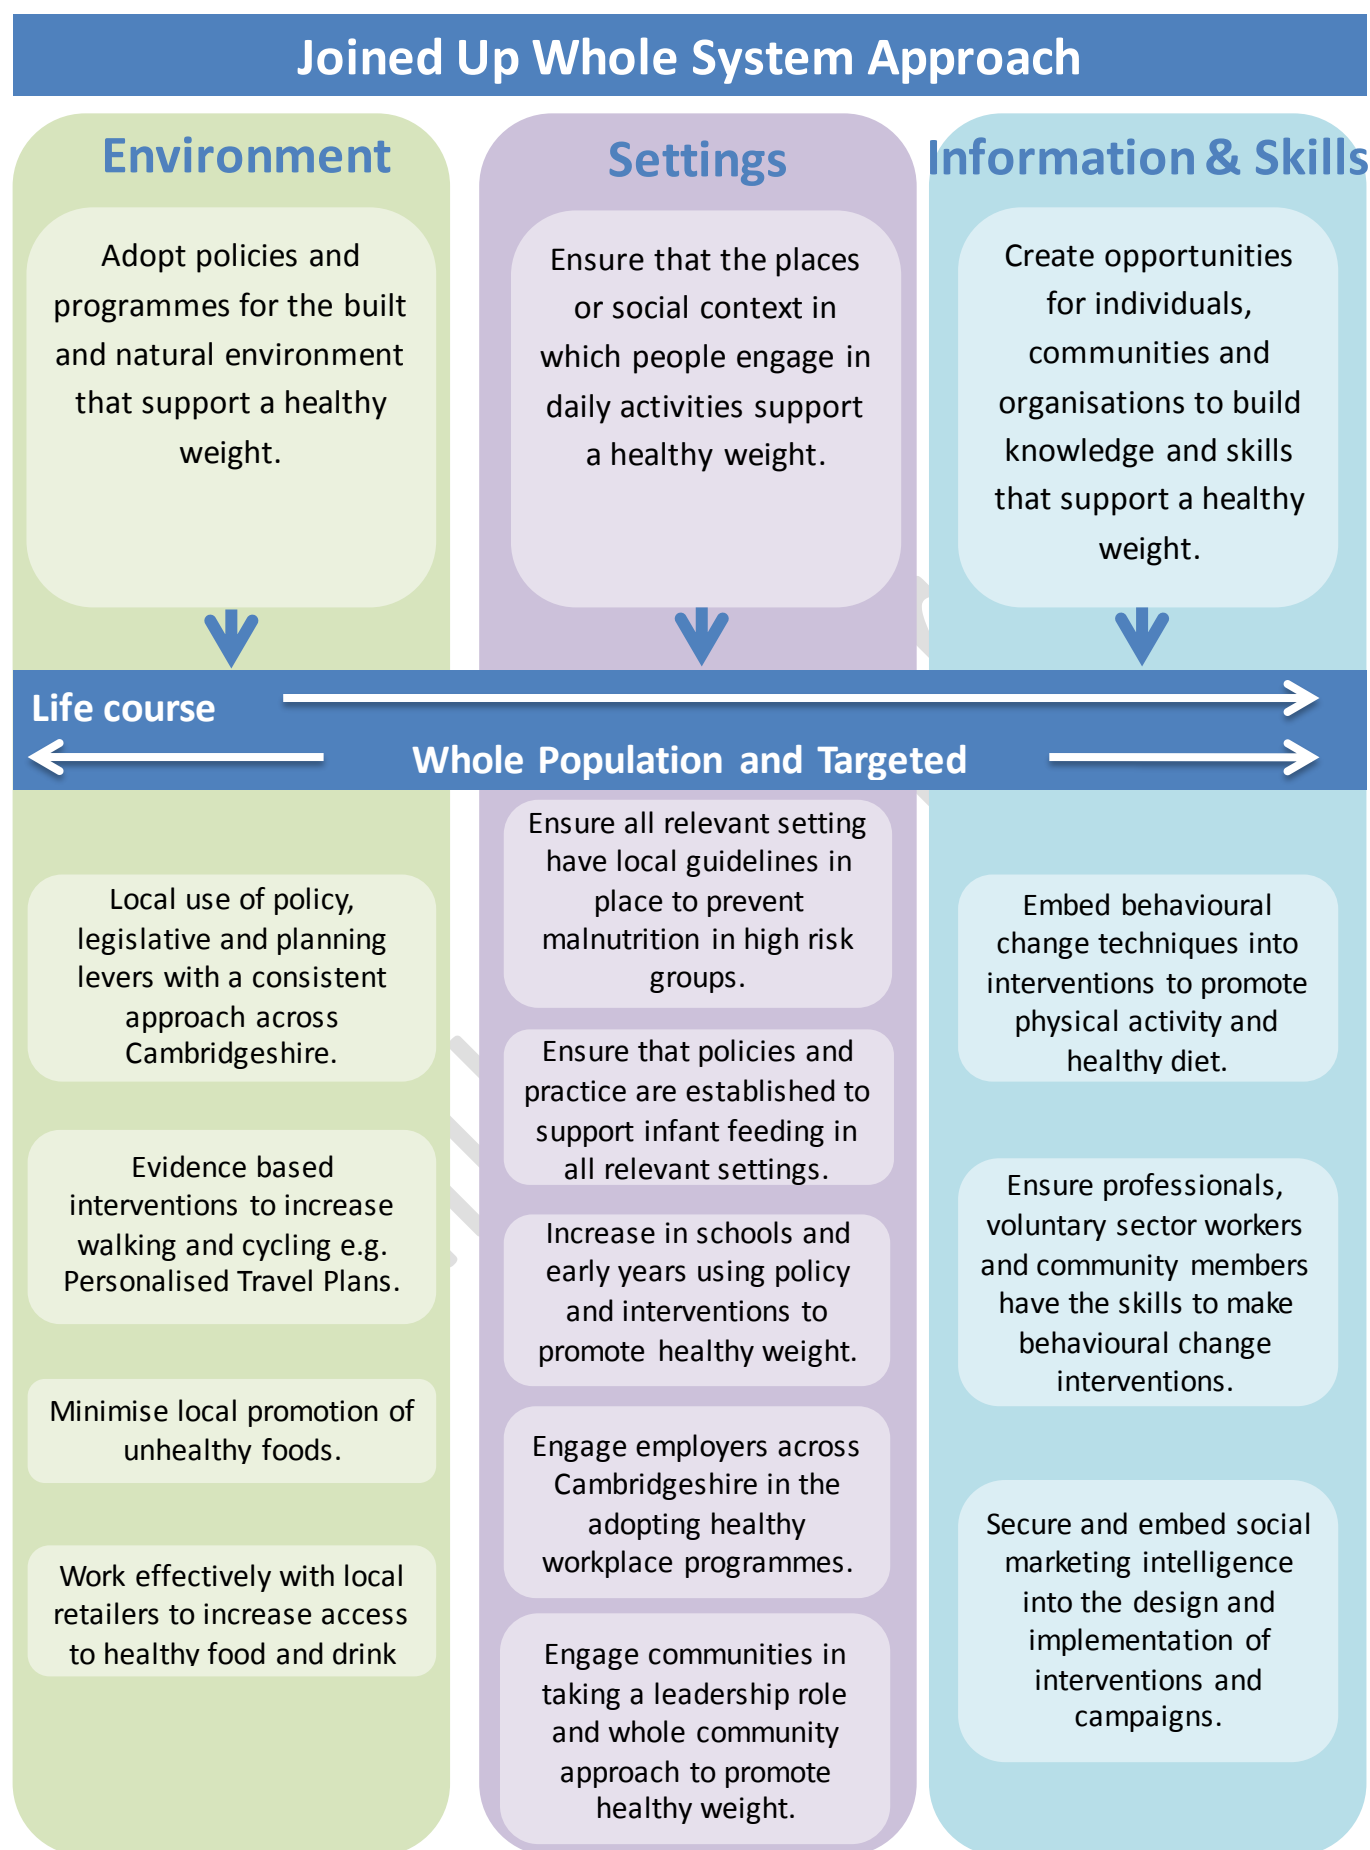 Joined Up Whole System Approach
Environment
Adopt policies and
programmes for the built
and natural environment
that support a healthy
weight.
Settings
Ensure that the places
or social context in
which people engage in
daily activities support
a healthy weight.
Information & Skills
Create opportunities
for individuals,
communities and
organisations to build
knowledge and skills
that support a healthy
weight.
Life course
Whole Population and Targeted
Local use of policy,
legislative and planning
levers with a consistent
approach across
Cambridgeshire.
Evidence based
interventions to increase
walking and cycling e.g.
Personalised Travel Plans.
Minimise local promotion of
unhealthy foods.
Work effectively with local
retailers to increase access
to healthy food and drink
Ensure all relevant setting
have local guidelines in
place to prevent
malnutrition in high risk
groups.
Ensure that policies and
practice are established to
support infant feeding in
all relevant settings.
Increase in schools and
early years using policy
and interventions to
promote healthy weight.
Engage employers across
Cambridgeshire in the
adopting healthy
workplace programmes.
Engage communities in
taking a leadership role
and whole community
approach to promote
healthy weight.
Embed behavioural
change techniques into
interventions to promote
physical activity and
healthy diet.
Ensure professionals,
voluntary sector workers
and community members
have the skills to make
behavioural change
interventions.
Secure and embed social
marketing intelligence
into the design and
implementation of
interventions and
campaigns.